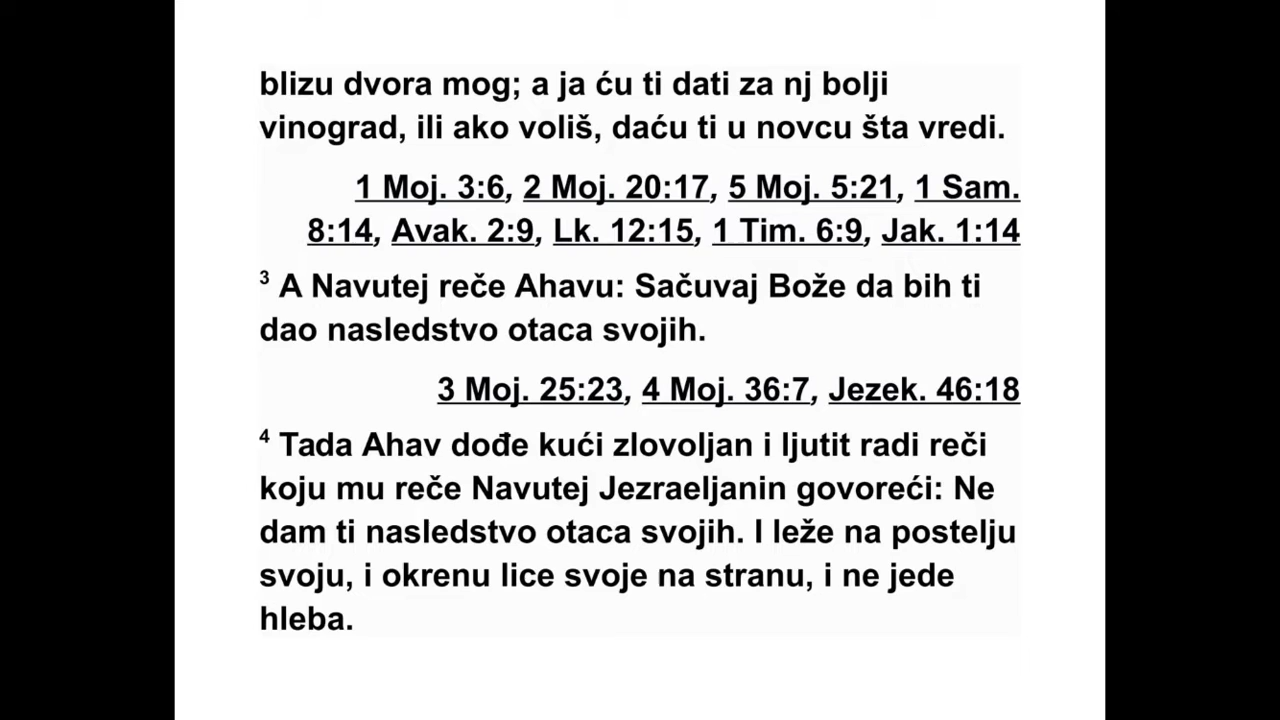 blizu dvora mog; a ja ću ti dati za nj bolji
vinograd, ili ako voliš, daću ti u novcu šta vredi.
1 Moj. 3:6, 2 Moj. 20:17, 5 Moj. 5:21, 1 Sam.
8:14, Avak. 2:9, Lk. 12:15, 1 Tim. 6:9, Jak. 1:14
3 A Navutej reče Ahavu: Sačuvaj Bože da bih ti
dao nasledstvo otaca svojih.
3 Moj. 25:23, 4 Moj. 36:7, Jezek. 46:18
4 Tada Ahav dođe kući zlovoljan i ljutit radi reči
koju mu reče Navutej Jezraeljanin govoreći: Ne
dam ti nasledstvo otaca svojih. I leže na postelju
svoju, i okrenu lice svoje na stranu, i ne jede
hleba.